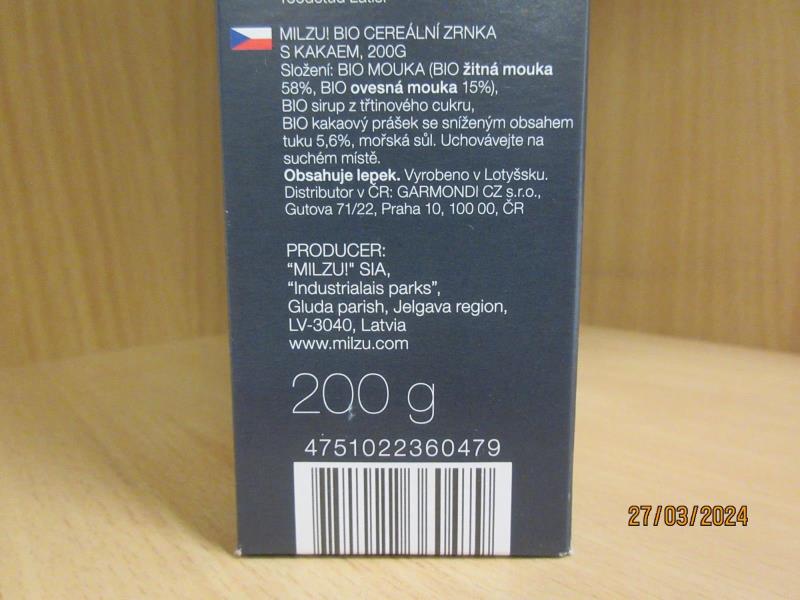 MILZU! BIO CEREÁLNÍ ZRNKA
S KAKAEM, 200G
Složení: BIO MOUKA (BIO žitná mouka
58%, BIO ovesná mouka 15%),
BIO sirup z třtinového cukru,
BIO kakaový prášek se sníženým obsahem
tuku 5,6%, mořská sůl. Uchovávejte na
suchém místě.
Obsahuje lepek. Vyrobeno v Lotyšsku.
Distributor v ČR: GARMONDI CZ s.r.o.,
Gutova 71/22, Praha 10, 100 00, ČR
PRODUCER:
“MILZU!" SIA,
“Industrialais parks”,
Gluda parish, Jelgava region,
LV-3040, Latvia
www.milzu.com
200 g
4751022360479
27/03/2024